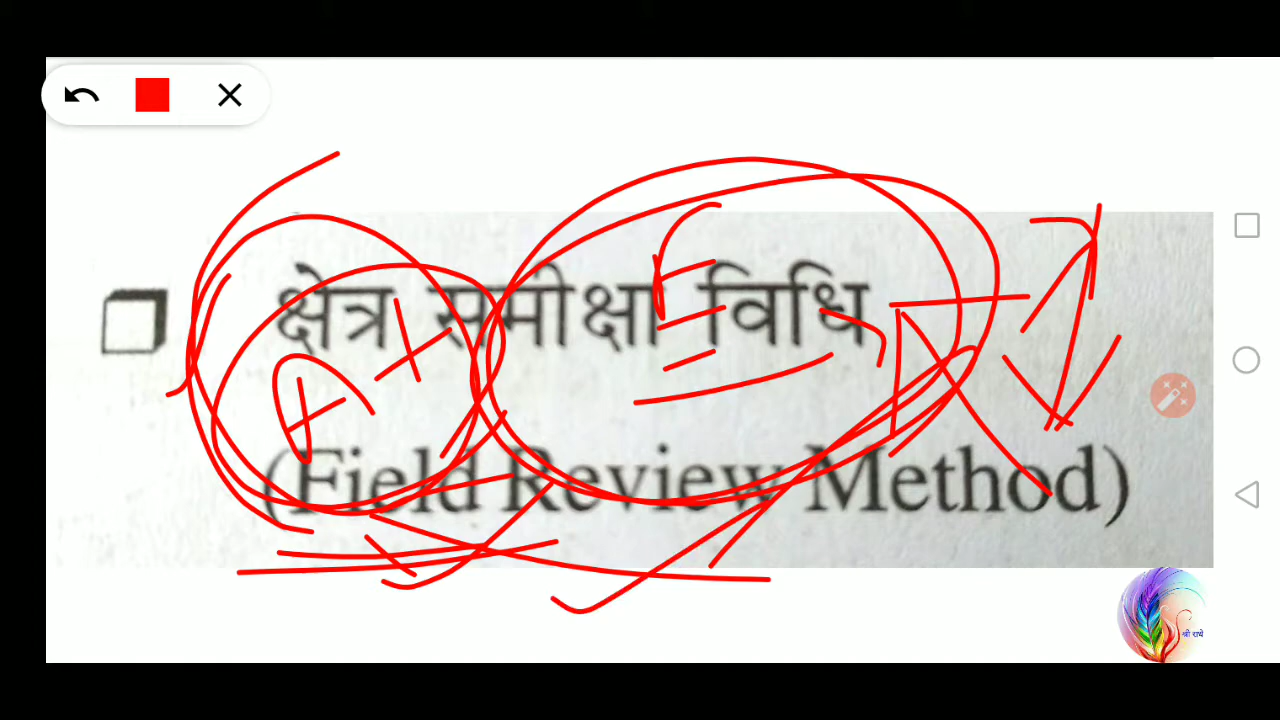 क्षेत्र समीक्षा विधि
(Field Review Method)
श्री राधे